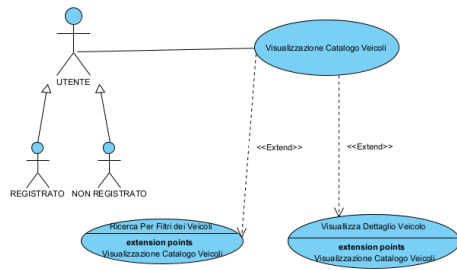 Visualizzazione Catalogo Veicoli
UTENTE
<<Extend>>
<<Extend>>
REGISTRATO
NON REGISTRATO
Ricerca Per Filtri dei Veicoli
extension points
Visualizzazione Catalogo Veicoli
Visuallizza Dettaglio Veicolo
extension points
Visualizzazione Catalogo Veicoli